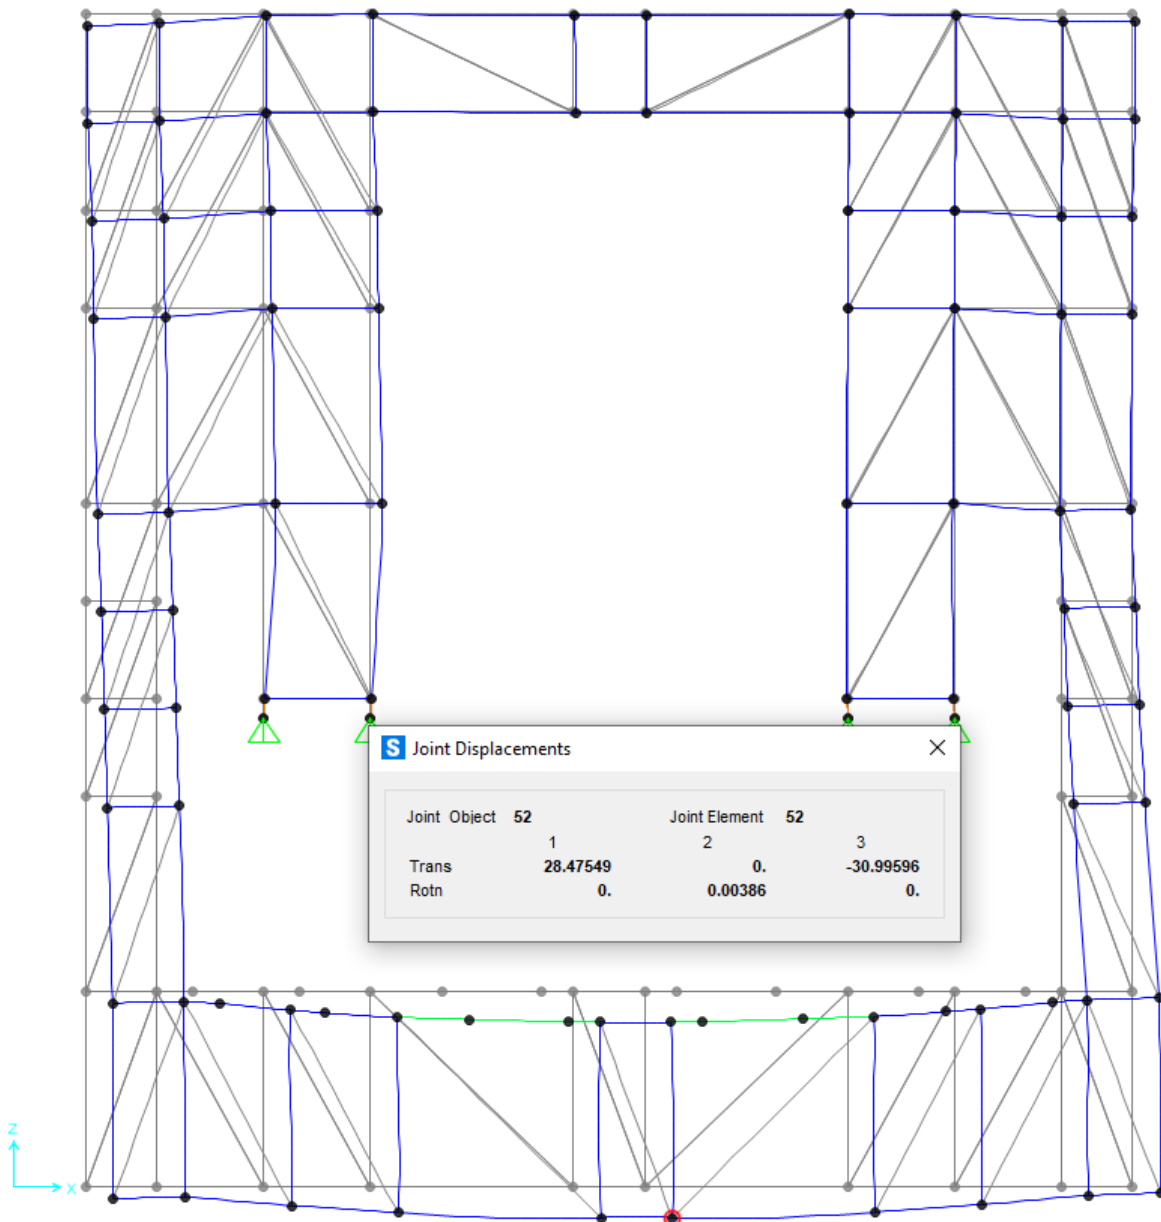 S Joint Displacements
Joint Object 52 Joint Element 52
1 2 3
Trans 28.47549 0. -30.99596
Rotn 0. 0.00386 0.
Z
X